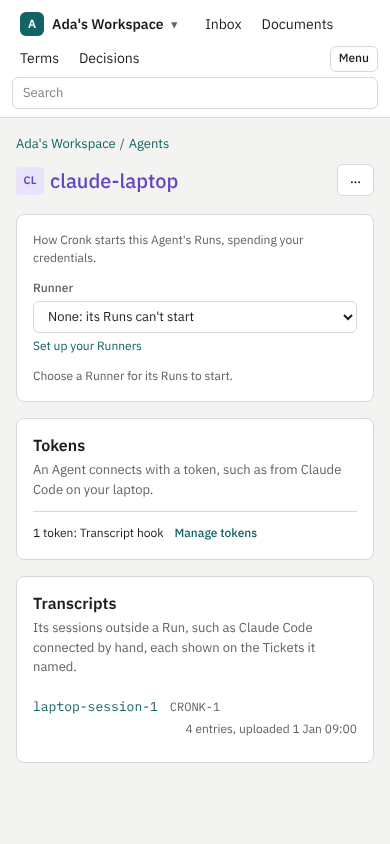 A Ada's Workspace ▾ Inbox Documents
Terms Decisions Menu
Search
Ada's Workspace / Agents
CL claude-laptop ...
How Cronk starts this Agent's Runs, spending your
credentials.
Runner
None: its Runs can't start
Set up your Runners
Choose a Runner for its Runs to start.
Tokens
An Agent connects with a token, such as from Claude
Code on your laptop.
1 token: Transcript hook Manage tokens
Transcripts
Its sessions outside a Run, such as Claude Code
connected by hand, each shown on the Tickets it
named.
laptop-session-1 CRONK-1
4 entries, uploaded 1 Jan 09:00